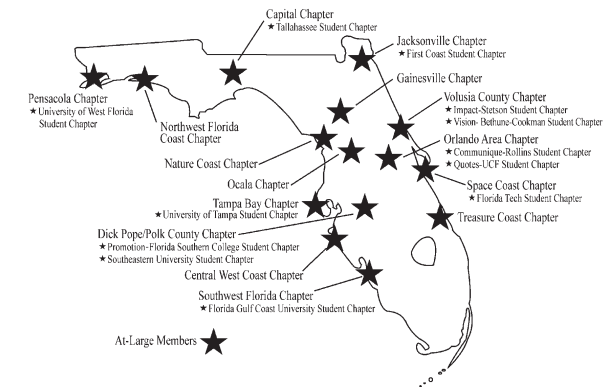 Capital Chapter
★ Tallahassee Student Chapter
Jacksonville Chapter
★ First Coast Student Chapter
Gainesville Chapter
Pensacola Chapter
★ University of West Florida
Student Chapter
Northwest Florida
Coast Chapter
Volusia County Chapter
★ Impact-Stetson Student Chapter
★ Vision- Bethune-Cookman Student Chapter
Nature Coast Chapter
Orlando Area Chapter
★ Communique-Rollins Student Chapter
★ Quotes-UCF Student Chapter
Ocala Chapter
Space Coast Chapter
★ Florida Tech Student Chapter
Tampa Bay Chapter
★ University of Tampa Student Chapter
Treasure Coast Chapter
Dick Pope/Polk County Chapter
★ Promotion-Florida Southern College Student Chapter
★ Southeastern University Student Chapter
Central West Coast Chapter
Southwest Florida Chapter
★ Florida Gulf Coast University Student Chapter
At-Large Members